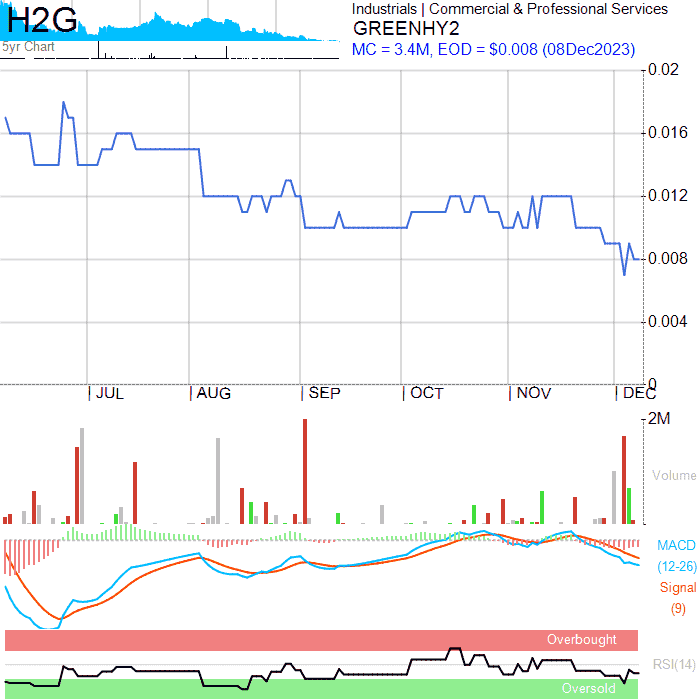 H2G
5yr Chart
Industrials | Commercial & Professional Services
GREENHY2
MC = 3.4M, EOD = $0.008 (08Dec2023)
0.02
0.016
0.012
0.008
0.004
0
JUL AUG SEP OCT NOV DEC
2M
Volume
MACD
(12-26)
Signal
(9)
Overbought
RSI(14)
Oversold